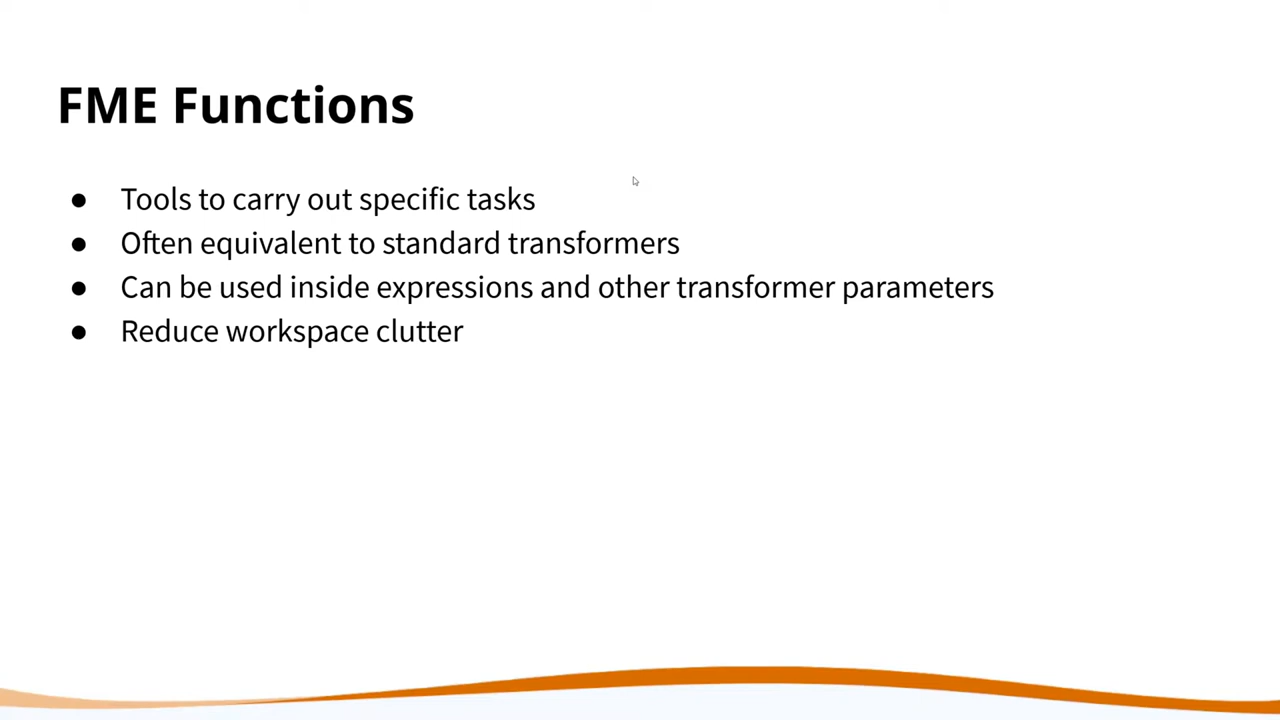 FME Functions
● Tools to carry out specific tasks
● Often equivalent to standard transformers
● Can be used inside expressions and other transformer parameters
● Reduce workspace clutter